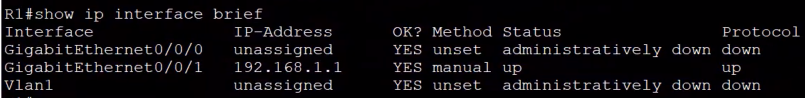 R1#show ip interface brief
Interface              IP-Address      OK? Method Status                Protocol
GigabitEthernet0/0/0   unassigned      YES unset  administratively down down
GigabitEthernet0/0/1   192.168.1.1     YES manual up                    up
Vlan1                  unassigned      YES unset  administratively down down